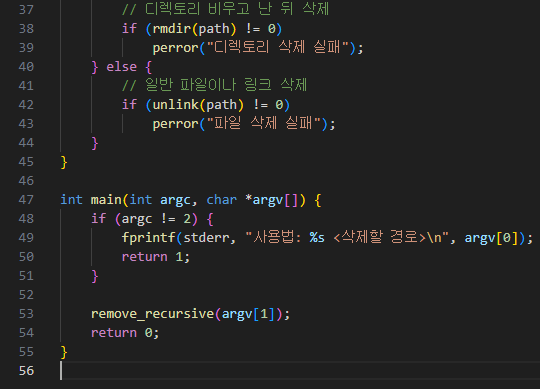 37 // 디렉토리 비우고 난 뒤 삭제
38 if (rmdir(path) != 0)
39 perror("디렉토리 삭제 실패");
40 } else {
41 // 일반 파일이나 링크 삭제
42 if (unlink(path) != 0)
43 perror("파일 삭제 실패");
44 }
45 }
46
47 int main(int argc, char *argv[]) {
48 if (argc != 2) {
49 fprintf(stderr, "사용법: %s <삭제할 경로>\n", argv[0]);
50 return 1;
51 }
52
53 remove_recursive(argv[1]);
54 return 0;
55 }
56